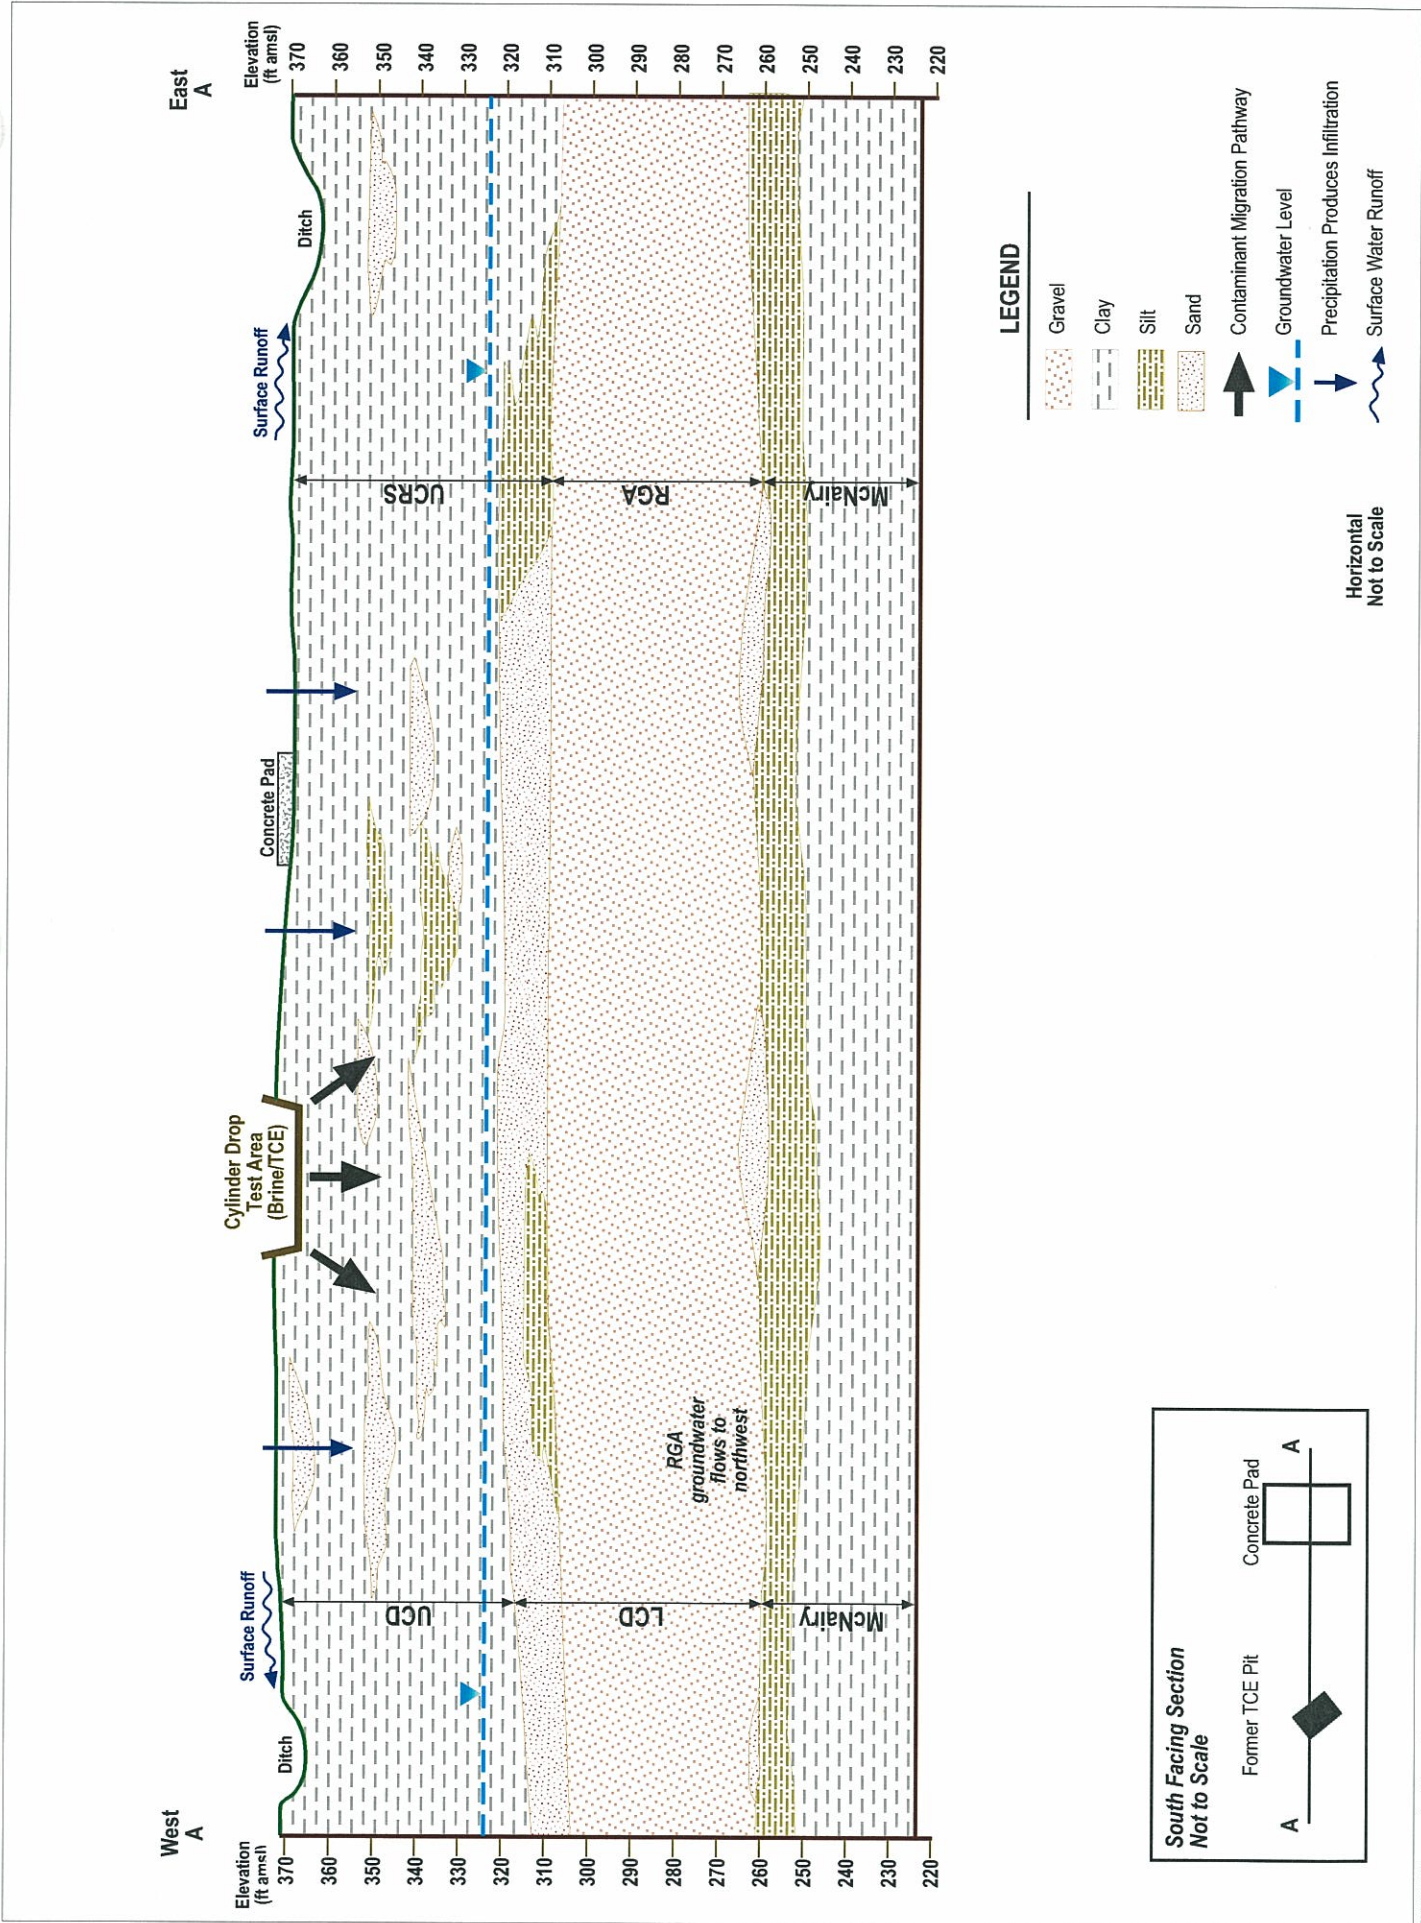 West
A
East
A
Elevation
(ft amsl)
370
360
350
340
330
320
310
300
290
280
270
260
250
240
230
220
Elevation
(ft amsl)
370
360
350
340
330
320
310
300
290
280
270
260
250
240
230
220
Ditch
Surface Runoff
Cylinder Drop
Test Area
(Brine/TCE)
Concrete Pad
Surface Runoff
Ditch
UCD
LCD
McNairy
UCRS
RGA
McNairy
RGA
groundwater
flows to
northwest
South Facing Section
Not to Scale
Former TCE Pit
Concrete Pad
A
A
Horizontal
Not to Scale
LEGEND
Gravel
Clay
Silt
Sand
Contaminant Migration Pathway
Groundwater Level
Precipitation Produces Infiltration
Surface Water Runoff